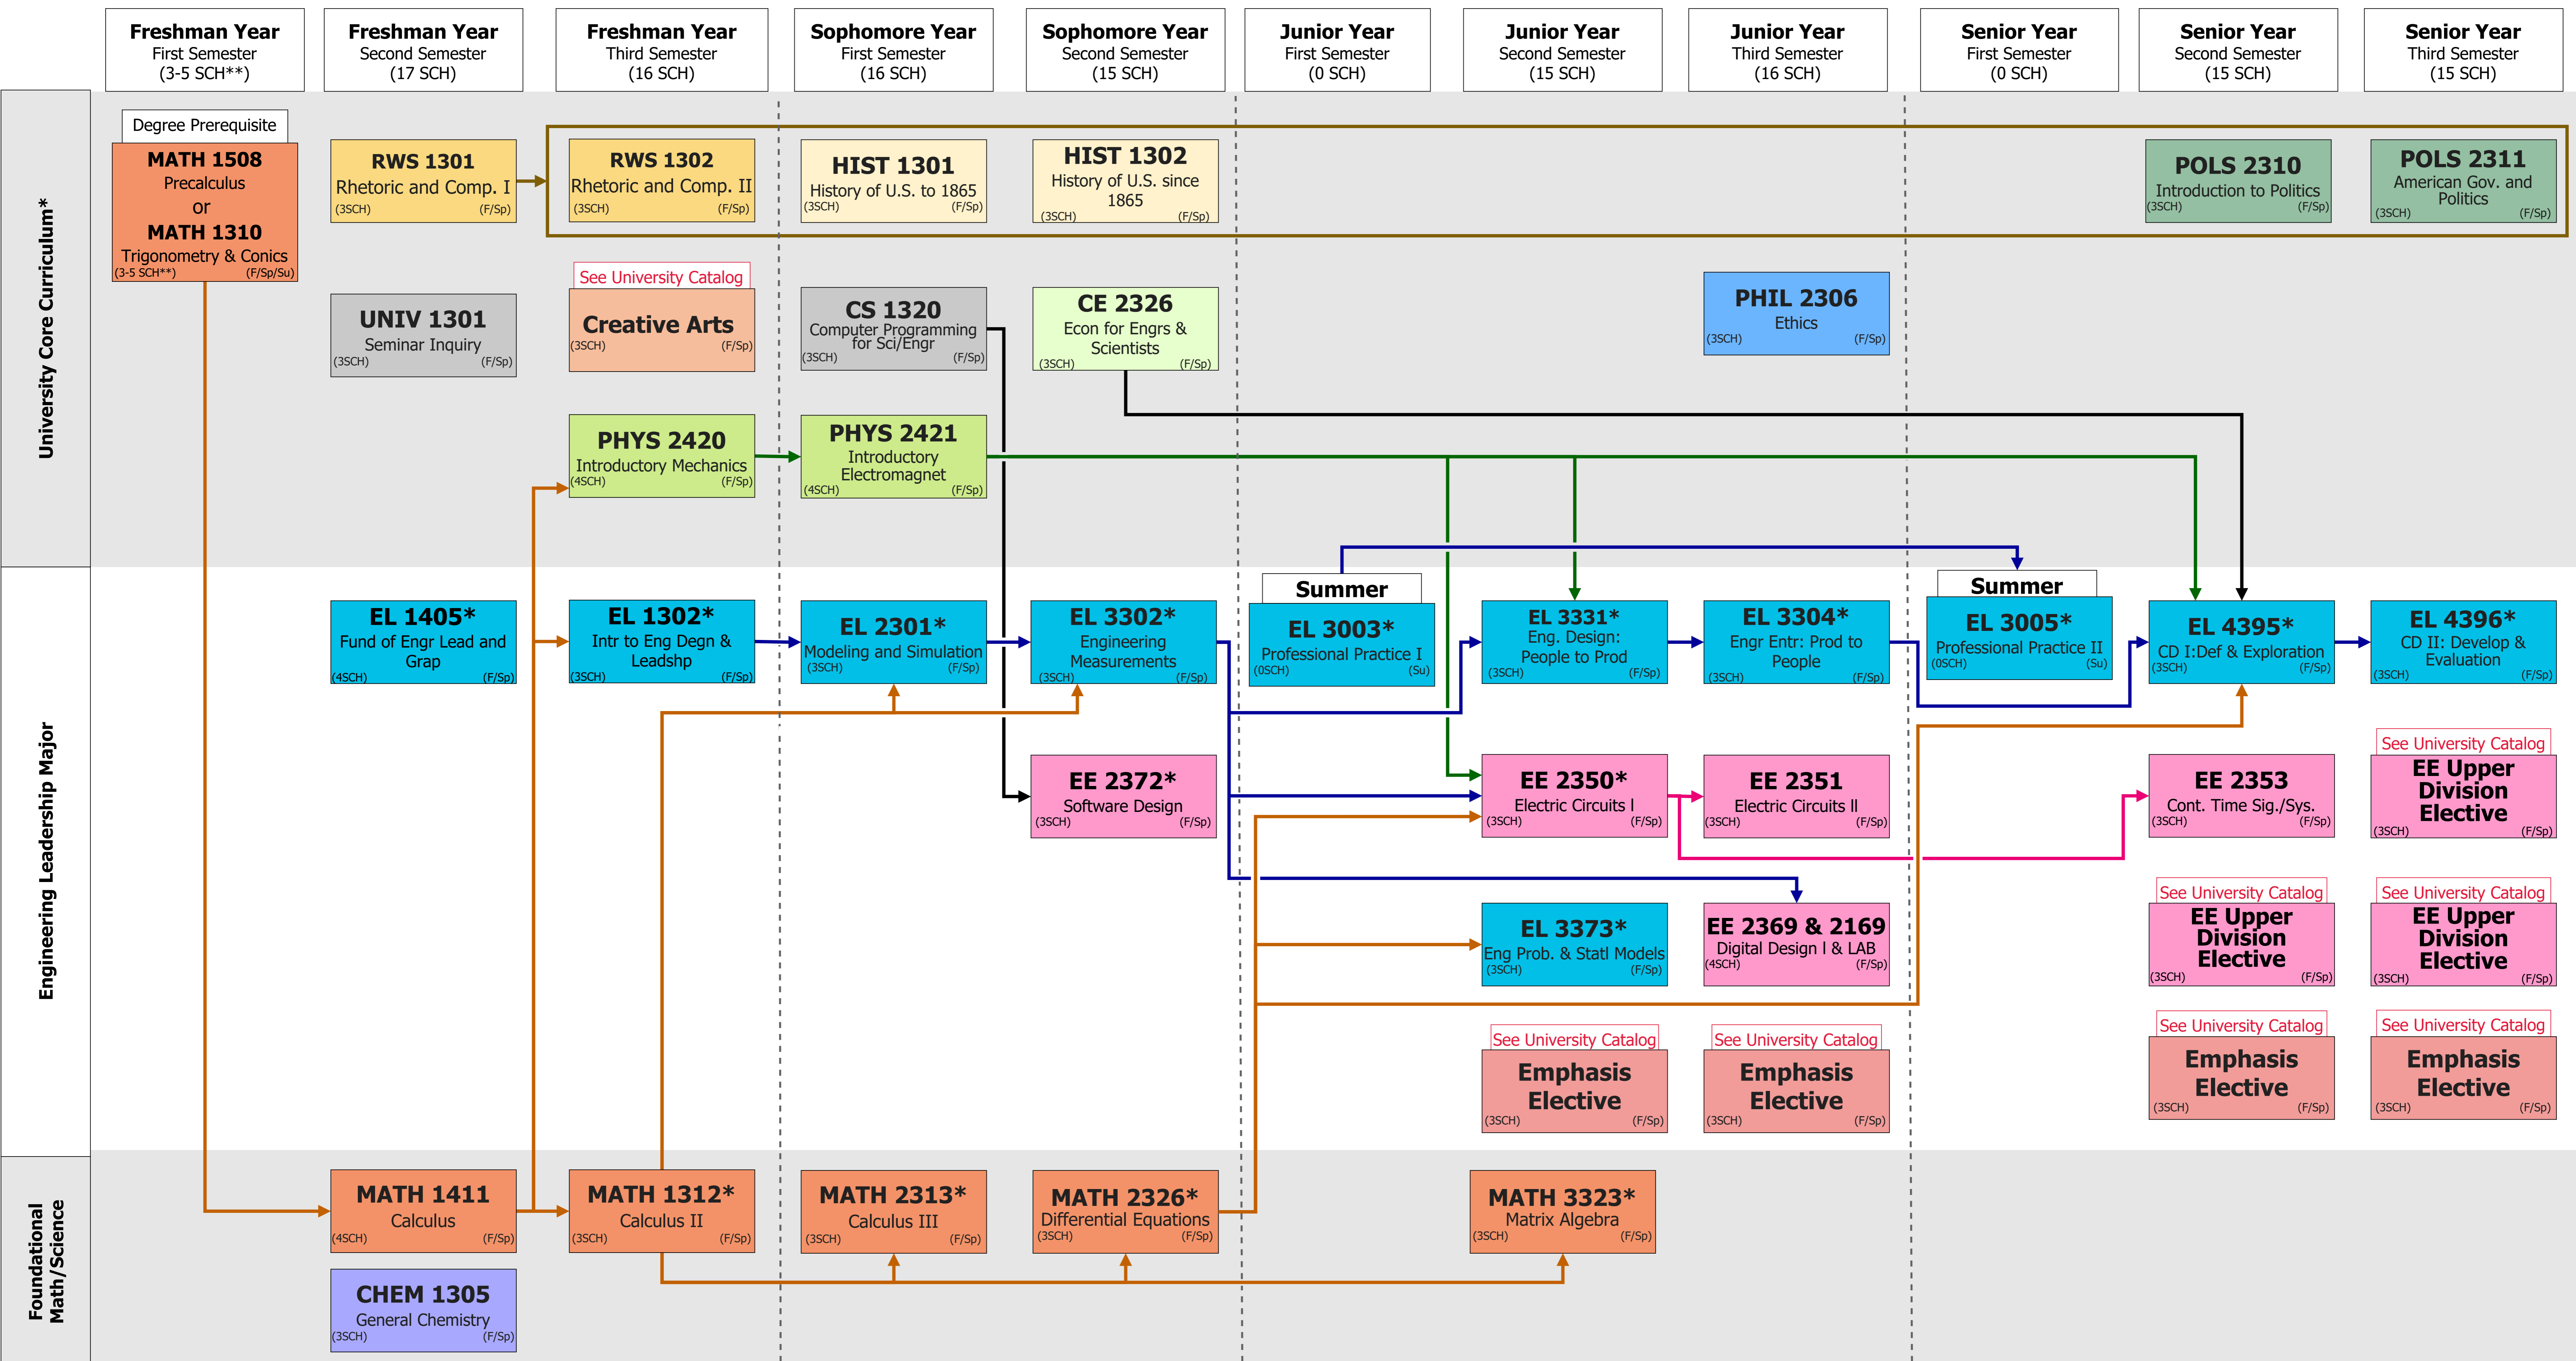 Freshman Year
First Semester
(3-5 SCH**)
Freshman Year
Second Semester
(17 SCH)
Freshman Year
Third Semester
(16 SCH)
Sophomore Year
First Semester
(16 SCH)
Sophomore Year
Second Semester
(15 SCH)
Junior Year
First Semester
(0 SCH)
Junior Year
Second Semester
(15 SCH)
Junior Year
Third Semester
(16 SCH)
Senior Year
First Semester
(0 SCH)
Senior Year
Second Semester
(15 SCH)
Senior Year
Third Semester
(15 SCH)
University Core Curriculum*
Degree Prerequisite
MATH 1508
Precalculus
or
MATH 1310
Trigonometry & Conics
(3-5 SCH**) (F/Sp/Su)
RWS 1301
Rhetoric and Comp. I
(3SCH) (F/Sp)
RWS 1302
Rhetoric and Comp. II
(3SCH) (F/Sp)
HIST 1301
History of U.S. to 1865
(3SCH) (F/Sp)
HIST 1302
History of U.S. since
1865
(3SCH) (F/Sp)
POLS 2310
Introduction to Politics
(3SCH) (F/Sp)
POLS 2311
American Gov. and
Politics
(3SCH) (F/Sp)
UNIV 1301
Seminar Inquiry
(3SCH) (F/Sp)
See University Catalog
Creative Arts
(3SCH) (F/Sp)
CS 1320
Computer Programming
for Sci/Engr
(3SCH) (F/Sp)
CE 2326
Econ for Engrs &
Scientists
(3SCH) (F/Sp)
PHIL 2306
Ethics
(3SCH) (F/Sp)
PHYS 2420
Introductory Mechanics
(4SCH) (F/Sp)
PHYS 2421
Introductory
Electromagnet
(4SCH) (F/Sp)
Engineering Leadership Major
EL 1405*
Fund of Engr Lead and
Grap
(4SCH) (F/Sp)
EL 1302*
Intr to Eng Degn &
Leadshp
(3SCH) (F/Sp)
EL 2301*
Modeling and Simulation
(3SCH) (F/Sp)
EL 3302*
Engineering
Measurements
(3SCH) (F/Sp)
Summer
EL 3003*
Professional Practice I
(0SCH) (Su)
EL 3331*
Eng. Design:
People to Prod
(3SCH) (F/Sp)
EL 3304*
Engr Entr: Prod to
People
(3SCH) (F/Sp)
Summer
EL 3005*
Professional Practice II
(0SCH) (Su)
EL 4395*
CD I:Def & Exploration
(3SCH) (F/Sp)
EL 4396*
CD II: Develop &
Evaluation
(3SCH) (F/Sp)
EE 2372*
Software Design
(3SCH) (F/Sp)
EE 2350*
Electric Circuits l
(3SCH) (F/Sp)
EE 2351
Electric Circuits ll
(3SCH) (F/Sp)
EE 2353
Cont. Time Sig./Sys.
(3SCH) (F/Sp)
See University Catalog
EE Upper
Division
Elective
(3SCH) (F/Sp)
EL 3373*
Eng Prob. & Statl Models
(3SCH) (F/Sp)
EE 2369 & 2169
Digital Design l & LAB
(4SCH) (F/Sp)
See University Catalog
EE Upper
Division
Elective
(3SCH) (F/Sp)
See University Catalog
EE Upper
Division
Elective
(3SCH) (F/Sp)
See University Catalog
Emphasis
Elective
(3SCH) (F/Sp)
See University Catalog
Emphasis
Elective
(3SCH) (F/Sp)
See University Catalog
Emphasis
Elective
(3SCH) (F/Sp)
See University Catalog
Emphasis
Elective
(3SCH) (F/Sp)
Foundational
Math/Science
MATH 1411
Calculus
(4SCH) (F/Sp)
MATH 1312*
Calculus II
(3SCH) (F/Sp)
MATH 2313*
Calculus III
(3SCH) (F/Sp)
MATH 2326*
Differential Equations
(3SCH) (F/Sp)
MATH 3323*
Matrix Algebra
(3SCH) (F/Sp)
CHEM 1305
General Chemistry
(3SCH) (F/Sp)